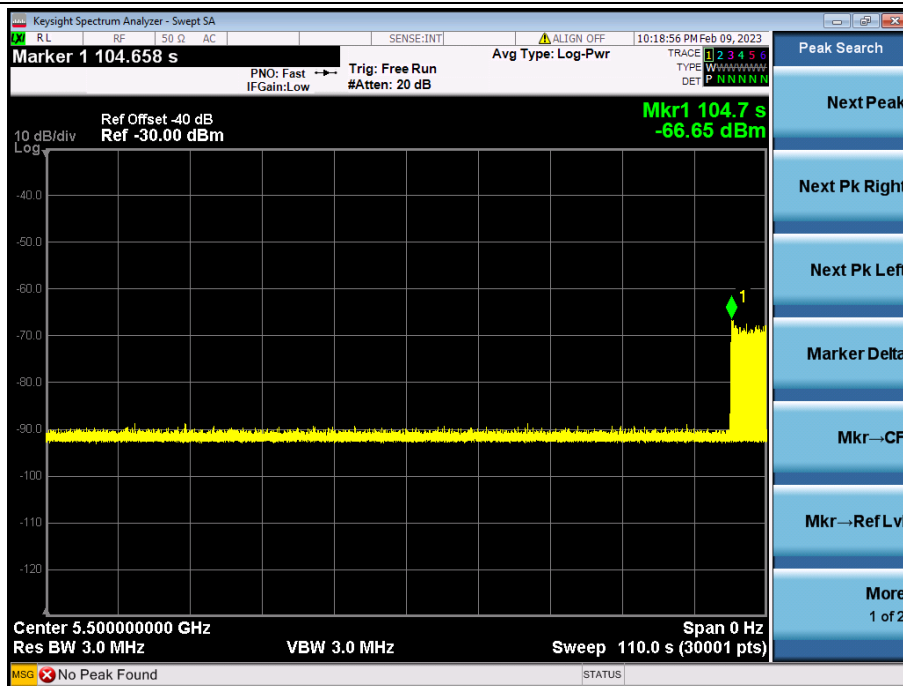 Keysight Spectrum Analyzer - Swept SA
LXI RL RF 50 Ω AC SENSE:INT ALIGN OFF 10:18:56 PM Feb 09, 2023
Marker 1 104.658 s
PNO: Fast
IFGain:Low
Trig: Free Run
#Atten: 20 dB
Avg Type: Log-Pwr
TRACE 1 2 3 4 5 6
TYPE WWWWWWW
DET P N N N N N
Peak Search
Mkr1 104.7 s
-66.65 dBm
Ref Offset -40 dB
10 dB/div Ref -30.00 dBm
Log
-40.0
-50.0
-60.0
1
-70.0
-80.0
-90.0
-100
-110
-120
Center 5.500000000 GHz Span 0 Hz
Res BW 3.0 MHz VBW 3.0 MHz Sweep 110.0 s (30001 pts)
Next Peak
Next Pk Right
Next Pk Left
Marker Delta
Mkr→CF
Mkr→Ref Lvl
More
1 of 2
MSG No Peak Found STATUS